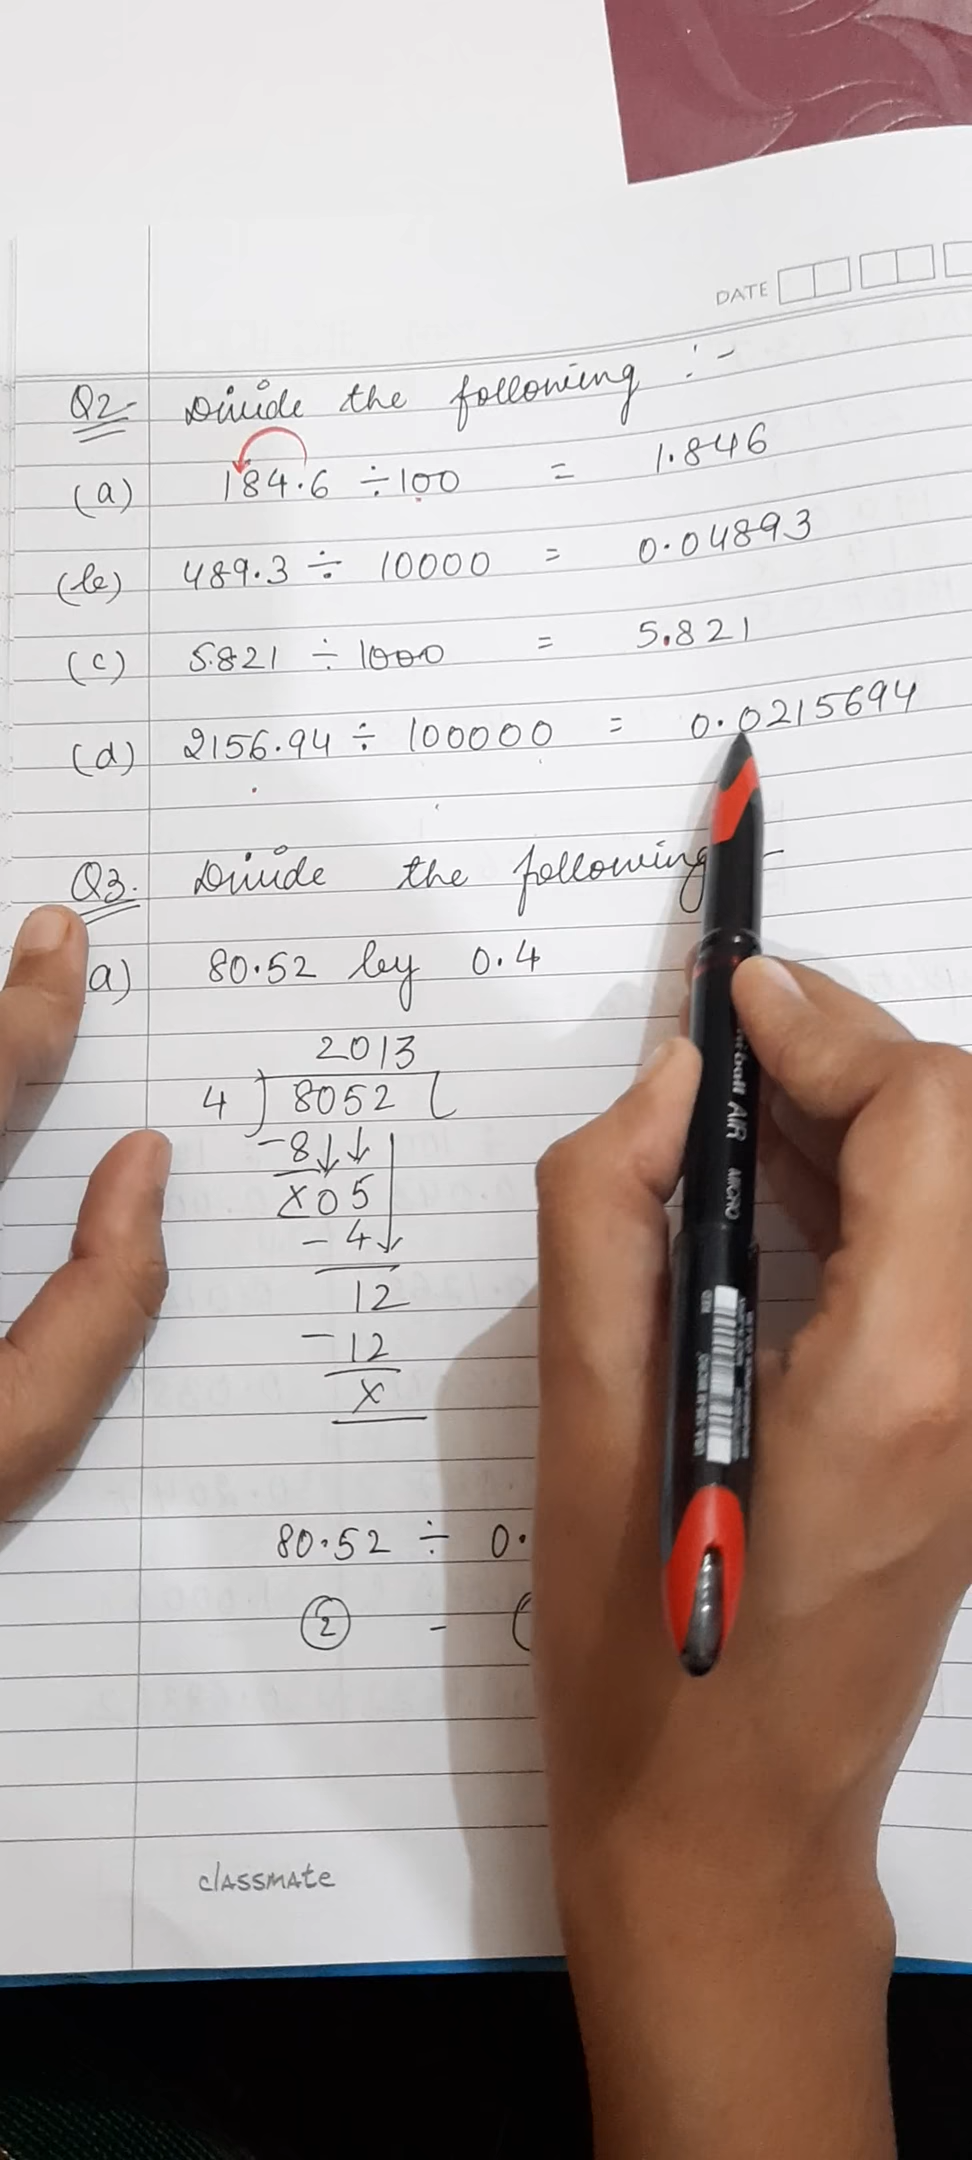 DATE
Q2 Divide the following :-
(a) 184.6 ÷ 100 = 1.846
(b) 489.3 ÷ 10000 = 0.04893
(c) 5.821 ÷ 1000 = 5.821
(d) 2156.94 ÷ 100000 = 0.0215694
Q3. Divide the following -
a) 80.52 by 0.4
2013
4 ) 8052 (
-8↓↓
x05
- 4↓
12
- 12
x
80.52 ÷ 0.
② - (
AIR MICRO
classmate